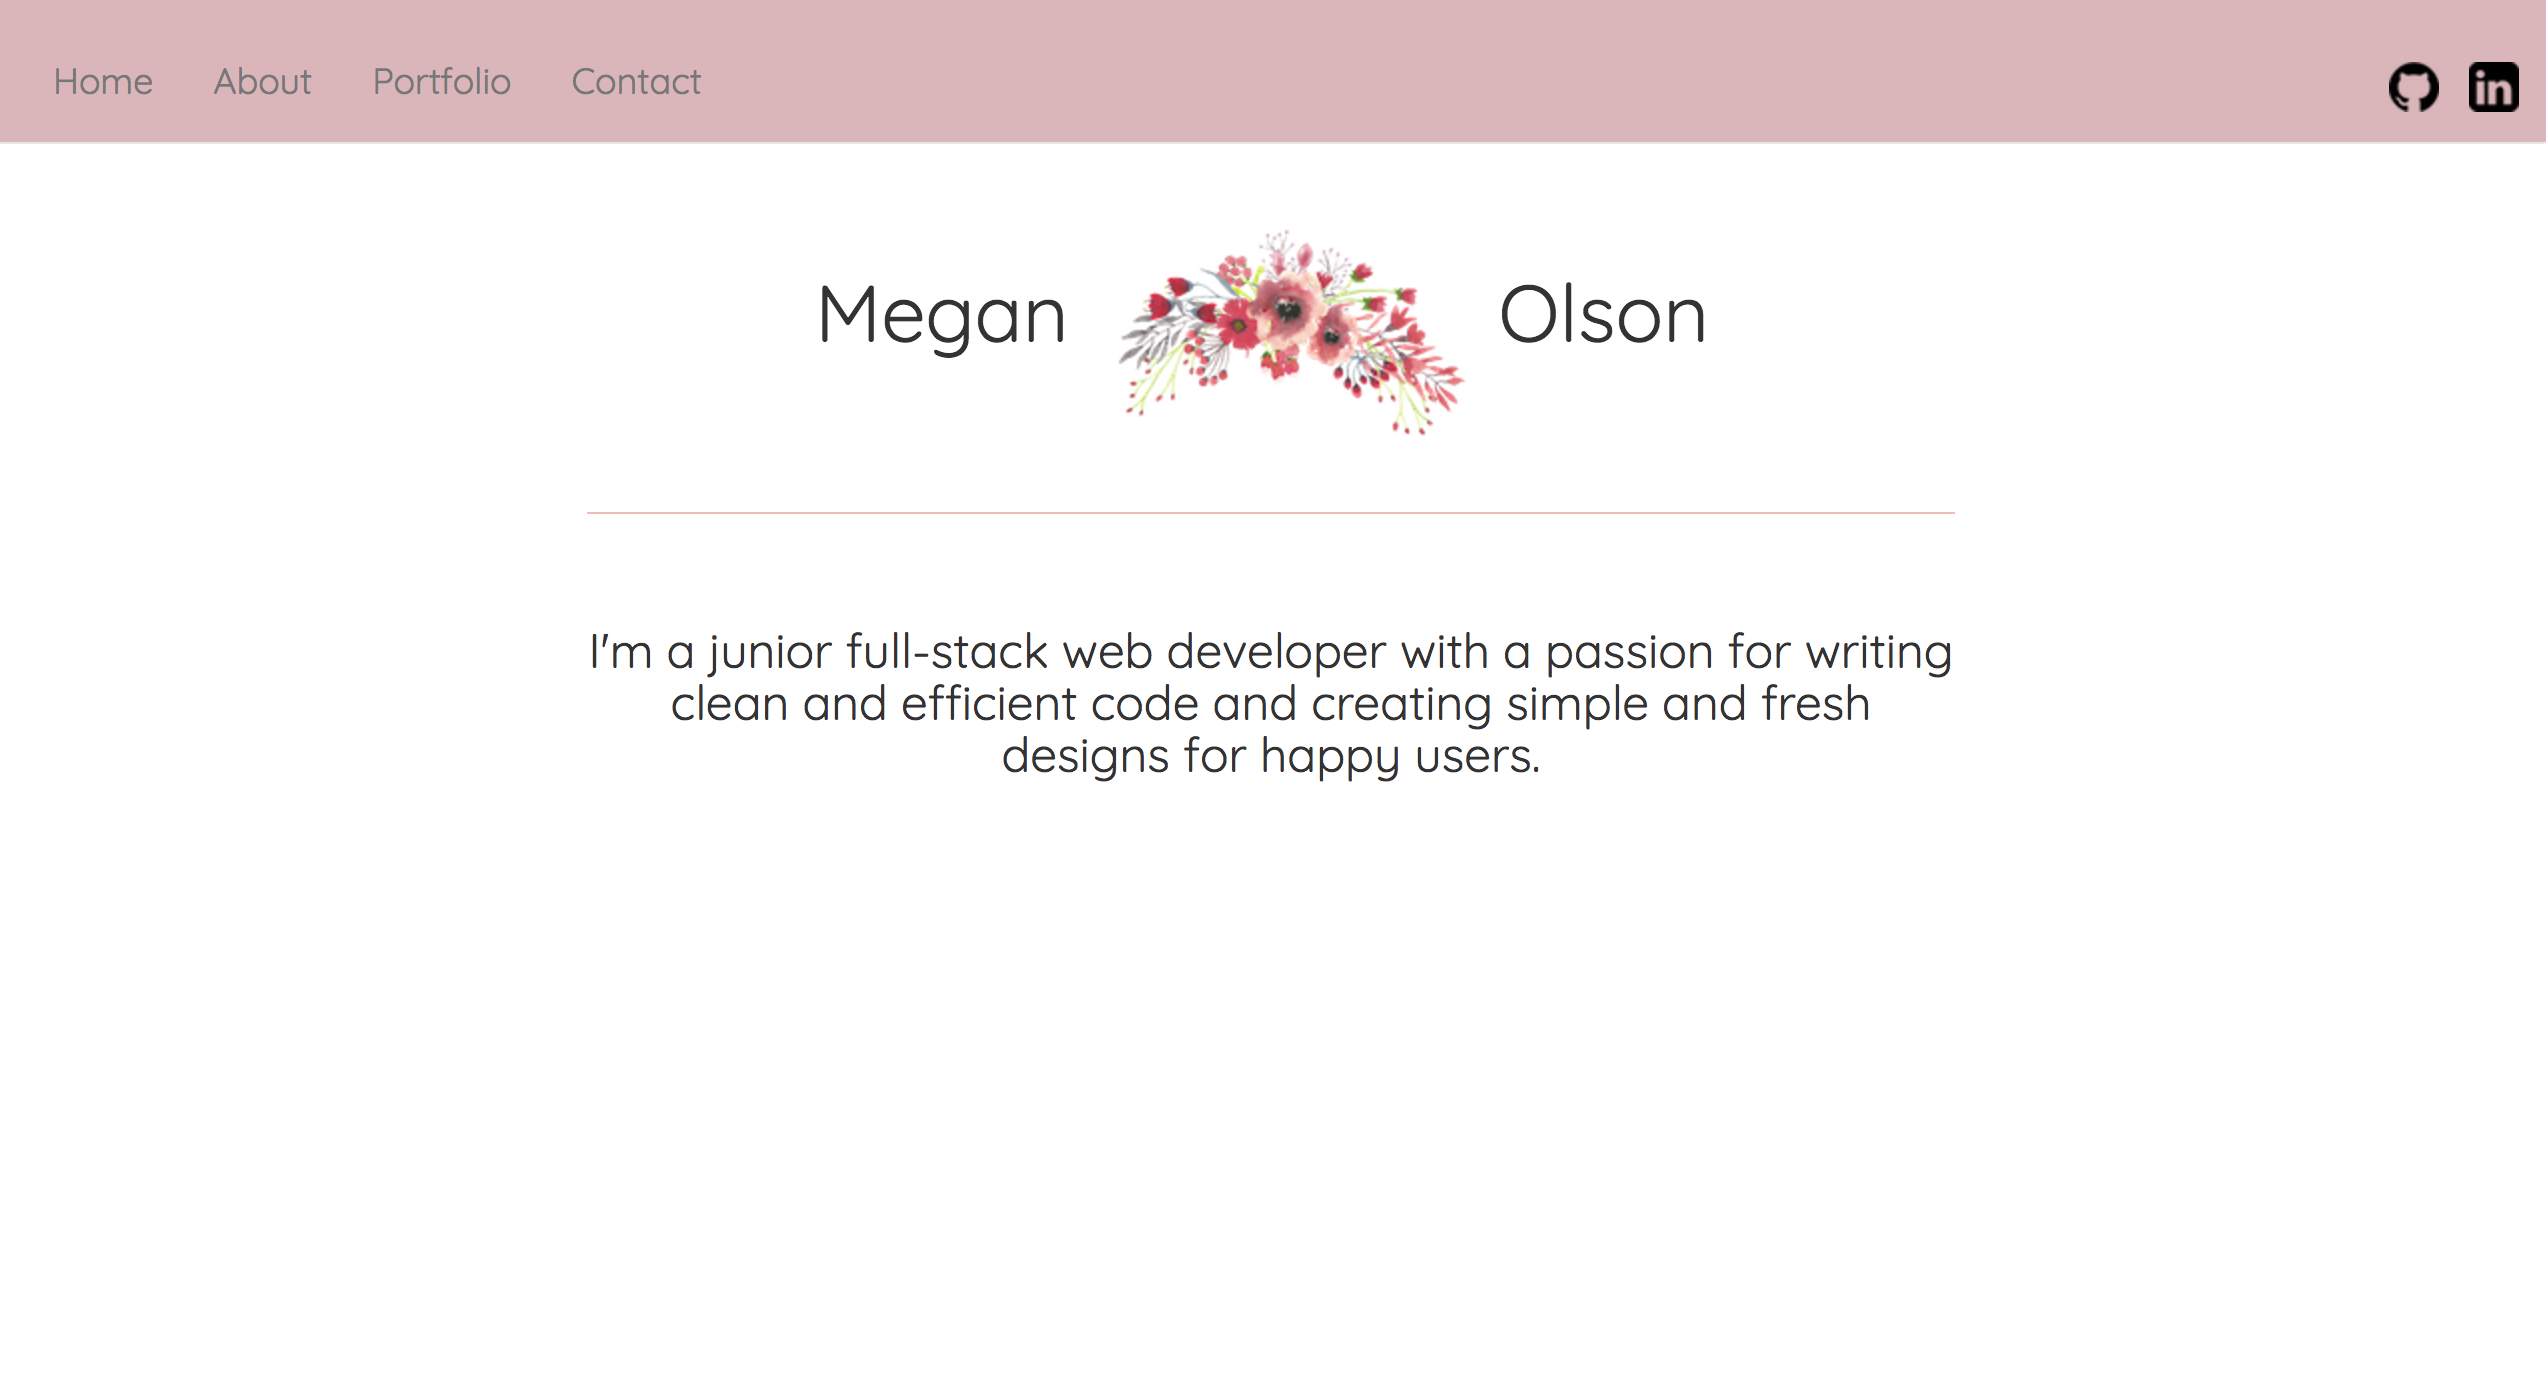 Home About Portfolio Contact in
Megan Olson
I'm a junior full-stack web developer with a passion for writing
clean and efficient code and creating simple and fresh
designs for happy users.